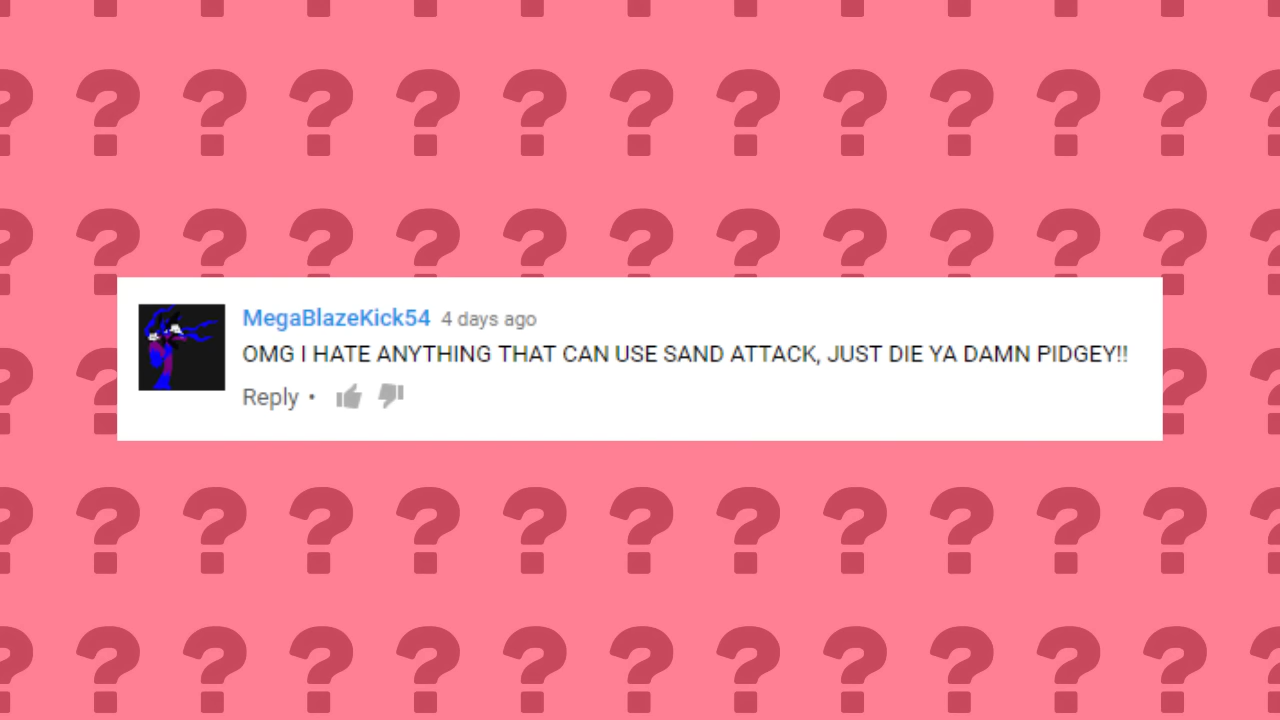 MegaBlazeKick54 4 days ago
OMG I HATE ANYTHING THAT CAN USE SAND ATTACK, JUST DIE YA DAMN PIDGEY!!
Reply •